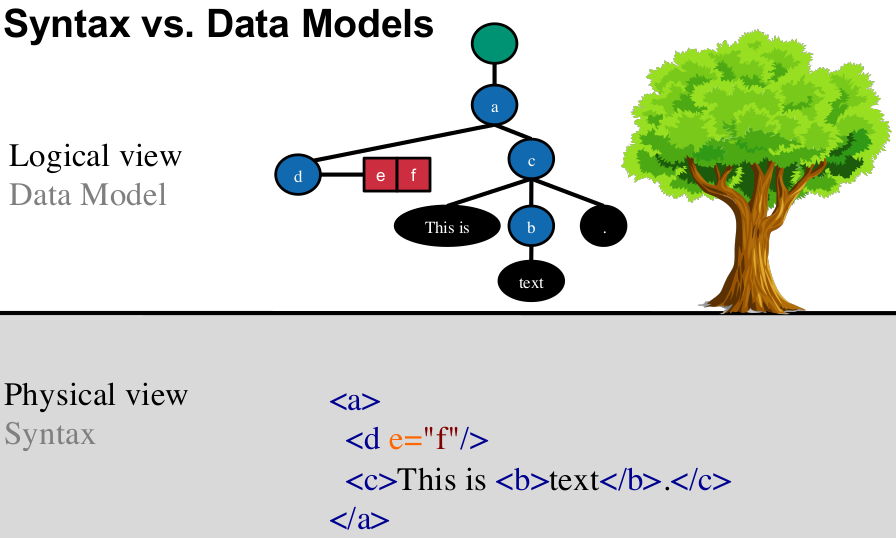 Syntax vs. Data Models
a
Logical view
c
d
e f
Data Model
This is
b
.
text
Physical view
<a>
Syntax
<d e="f"/>
<c>This is <b>text</b>.</c>
</a>